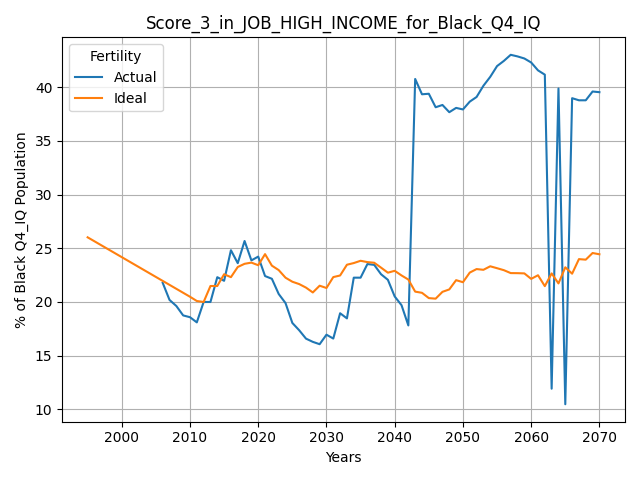 Score_3_in_JOB_HIGH_INCOME_for_Black_Q4_IQ
Fertility
Actual
Ideal
% of Black Q4_IQ Population
40
35
30
25
20
15
10
2000 2010 2020 2030 2040 2050 2060 2070
Years